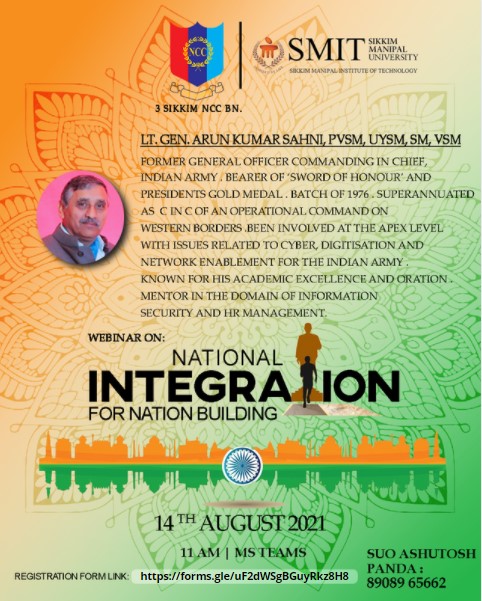 NCC
SMIT
SIKKIM
MANIPAL
UNIVERSITY
SIKKIM MANIPAL INSTITUTE OF TECHNOLOGY
3 SIKKIM NCC BN.
LT. GEN. ARUN KUMAR SAHNI, PVSM, UYSM, SM, VSM
FORMER GENERAL OFFICER COMMANDING IN CHIEF,
INDIAN ARMY . BEARER OF 'SWORD OF HONOUR' AND
PRESIDENTS GOLD MEDAL . BATCH OF 1976 . SUPERANNUATED
AS C IN C OF AN OPERATIONAL COMMAND ON
WESTERN BORDERS .BEEN INVOLVED AT THE APEX LEVEL
WITH ISSUES RELATED TO CYBER, DIGITISATION AND
NETWORK ENABLEMENT FOR THE INDIAN ARMY .
KNOWN FOR HIS ACADEMIC EXCELLENCE AND ORATION .
MENTOR IN THE DOMAIN OF INFORMATION
SECURITY AND HR MANAGEMENT.
WEBINAR ON:
NATIONAL
INTEGRATION
FOR NATION BUILDING
14 TH AUGUST 2021
11 AM | MS TEAMS
SUO ASHUTOSH
PANDA :
89089 65662
REGISTRATION FORM LINK: https://forms.gle/uF2dWSgBGuyRkz8H8